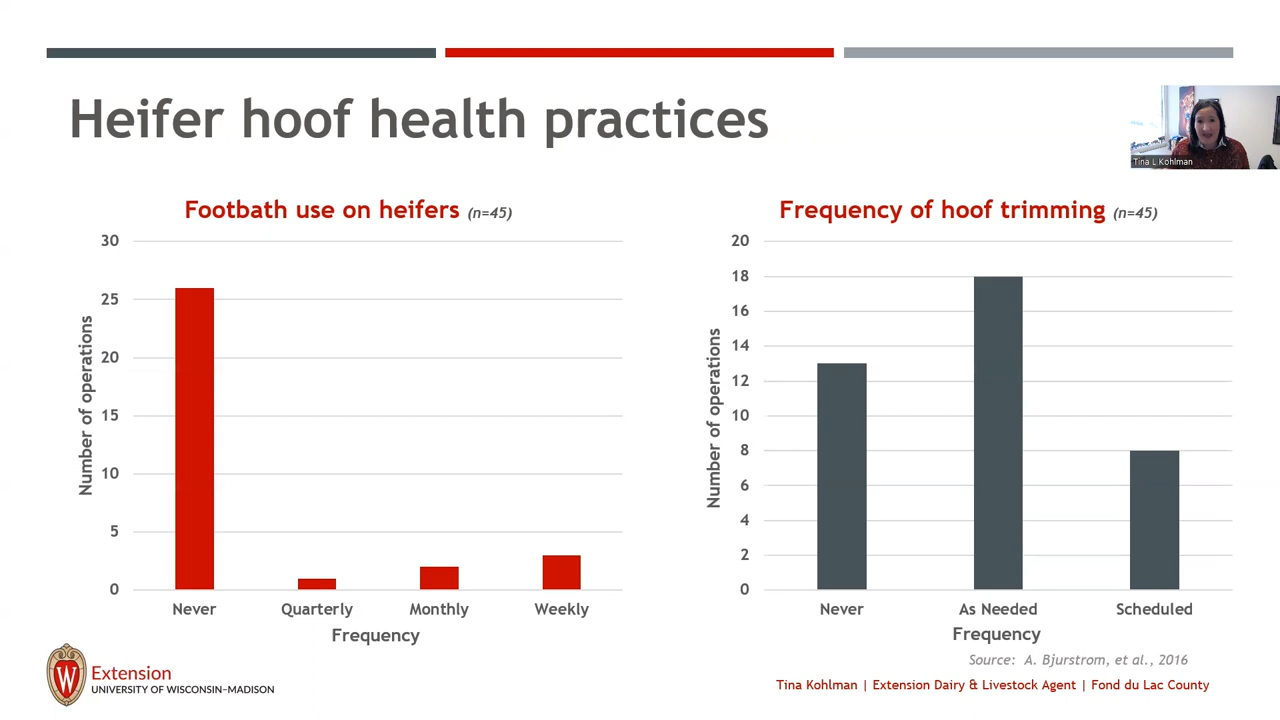 Heifer hoof health practices
Tina L Kohlman
Footbath use on heifers (n=45)
30
25
20
15
10
5
0
Number of operations
Never Quarterly Monthly Weekly
Frequency
Frequency of hoof trimming (n=45)
20
18
16
14
12
10
8
6
4
2
0
Number of operations
Never As Needed Scheduled
Frequency
Source: A. Bjurstrom, et al., 2016
W
Extension
UNIVERSITY OF WISCONSIN–MADISON
Tina Kohlman | Extension Dairy & Livestock Agent | Fond du Lac County